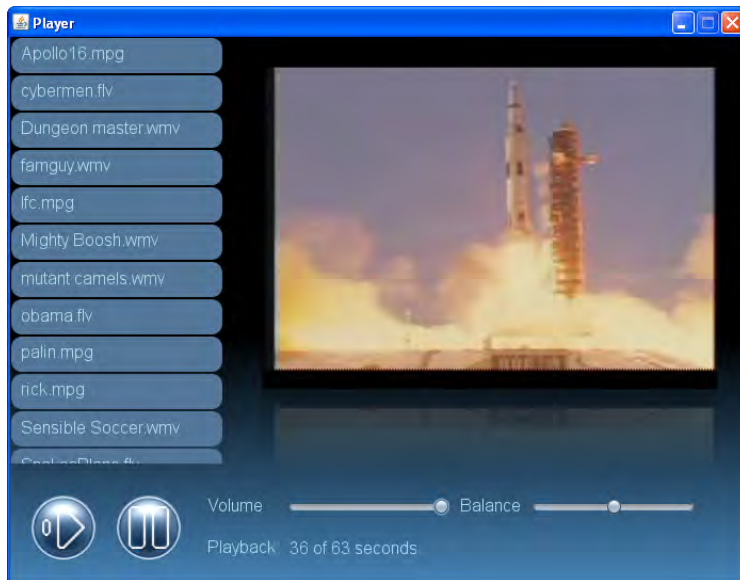 Player
Apollo16.mpg
cybermen.flv
Dungeon master.wmv
famguy.wmv
lfc.mpg
Mighty Boosh.wmv
mutant camels.wmv
obama.flv
palin.mpg
rick.mpg
Sensible Soccer.wmv
Volume
Balance
Playback 36 of 63 seconds